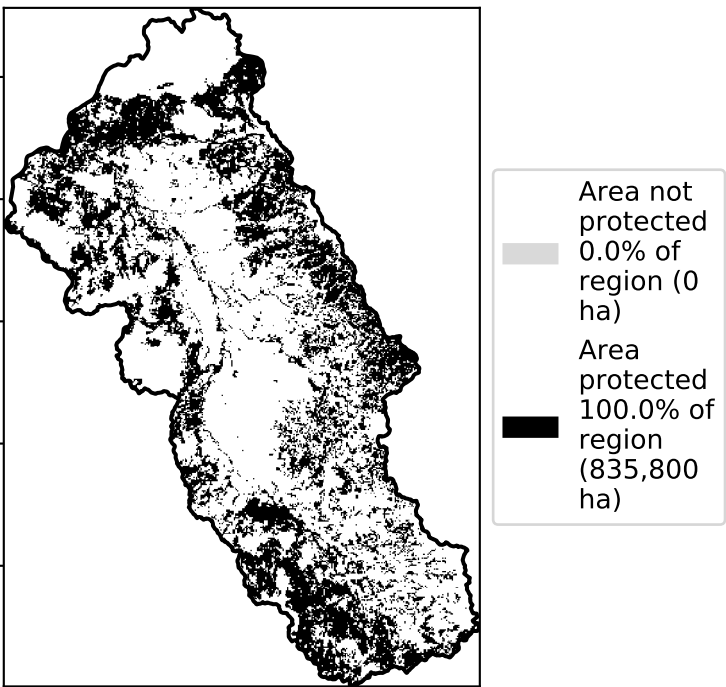 Area not
protected
0.0% of
region (0
ha)
Area
protected
100.0% of
region
(835,800
ha)